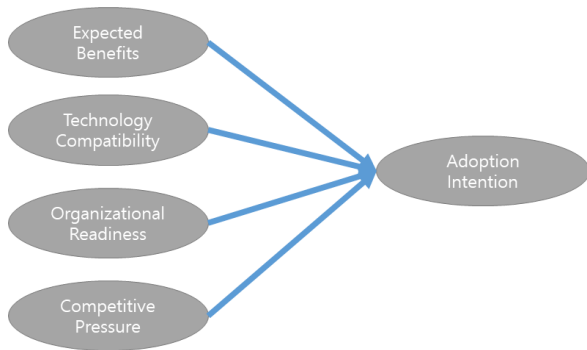 Expected
Benefits
Technology
Compatibility
Organizational
Readiness
Competitive
Pressure
Adoption
Intention